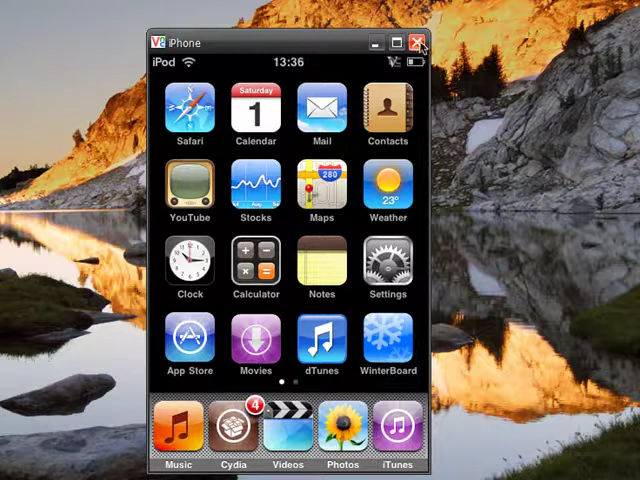 iPhone
iPod 13:36
Saturday
1
Safari Calendar Mail Contacts
280
23°
YouTube Stocks Maps Weather
Clock Calculator Notes Settings
App Store Movies dTunes WinterBoard
4
Music Cydia Videos Photos iTunes